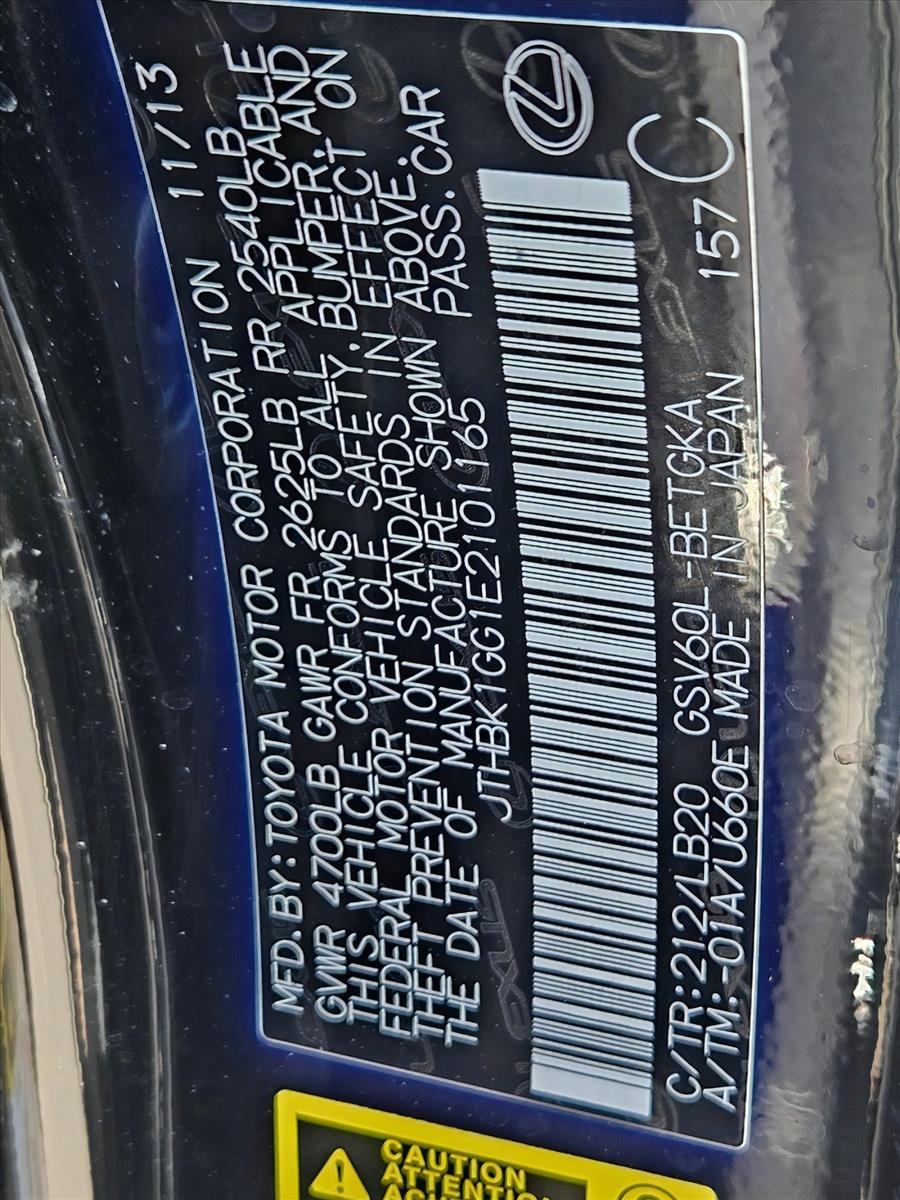 MFD. BY: TOYOTA MOTOR CORPORATION 11/13
GVWR 4700LB GAWR FR 2625LB RR 2540LB
THIS VEHICLE CONFORMS TO ALL APPLICABLE
FEDERAL MOTOR VEHICLE SAFETY, BUMPER, AND
THEFT PREVENTION STANDARDS IN EFFECT ON
THE DATE OF MANUFACTURE SHOWN ABOVE.
JTHBK1GG1E2101165 PASS. CAR
C/TR: 212/LB20 GSV60L-BETGKA 157 C
A/TM: -01A/U660E MADE IN JAPAN
CAUTION
ATTENTION